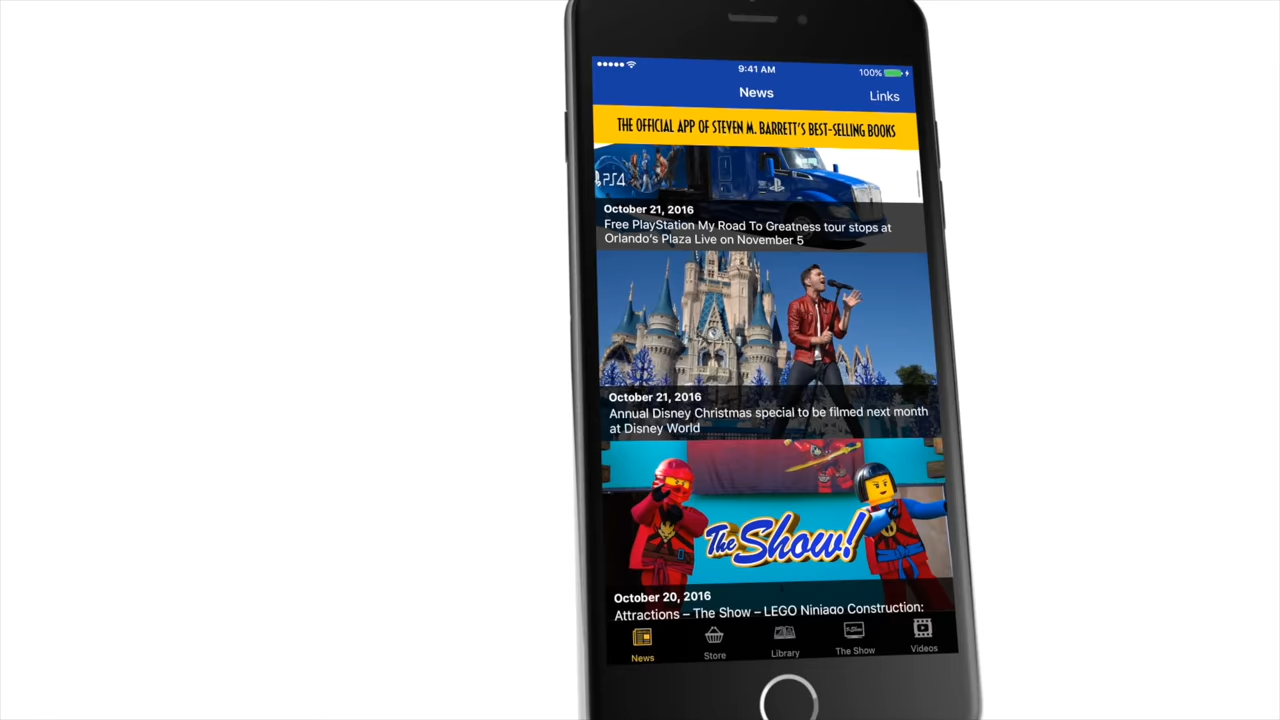 9:41 AM
100%
News
Links
THE OFFICIAL APP OF STEVEN M. BARRETT'S BEST-SELLING BOOKS
PS4
October 21, 2016
Free PlayStation My Road To Greatness tour stops at
Orlando's Plaza Live on November 5
October 21, 2016
Annual Disney Christmas special to be filmed next month
at Disney World
The Show!
October 20, 2016
Attractions – The Show – LEGO Ninjago Construction;
News
Store
Library
The Show
Videos